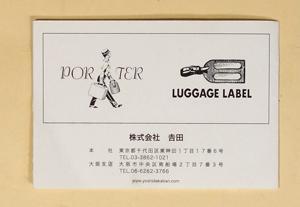 PORTER
LUGGAGE LABEL
株式会社 吉田
本 社 東京都千代田区東神田1丁目17番6号
TEL.03-3862-1021
大阪支店 大阪市中央区南船場2丁目7番3号
TEL.06-6262-3766
www.yoshidakaban.com